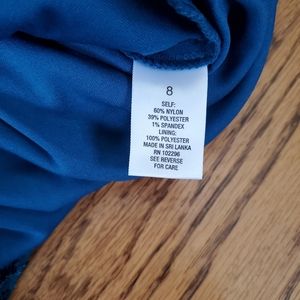 8
SELF:
60% NYLON
39% POLYESTER
1% SPANDEX
LINING:
100% POLYESTER
MADE IN SRI LANKA
RN 102296
SEE REVERSE
FOR CARE